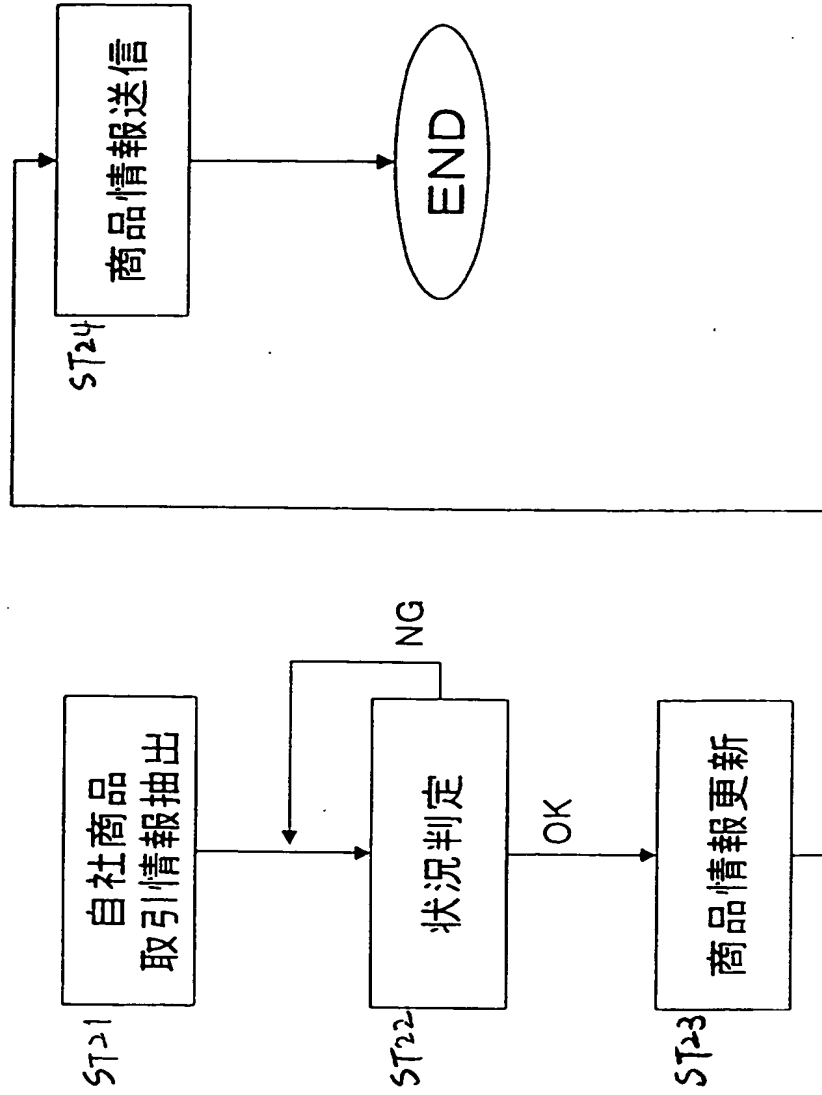 ST21
自社商品
取引情報抽出
ST22
状況判定
NG
OK
ST23
商品情報更新
ST24
商品情報送信
END